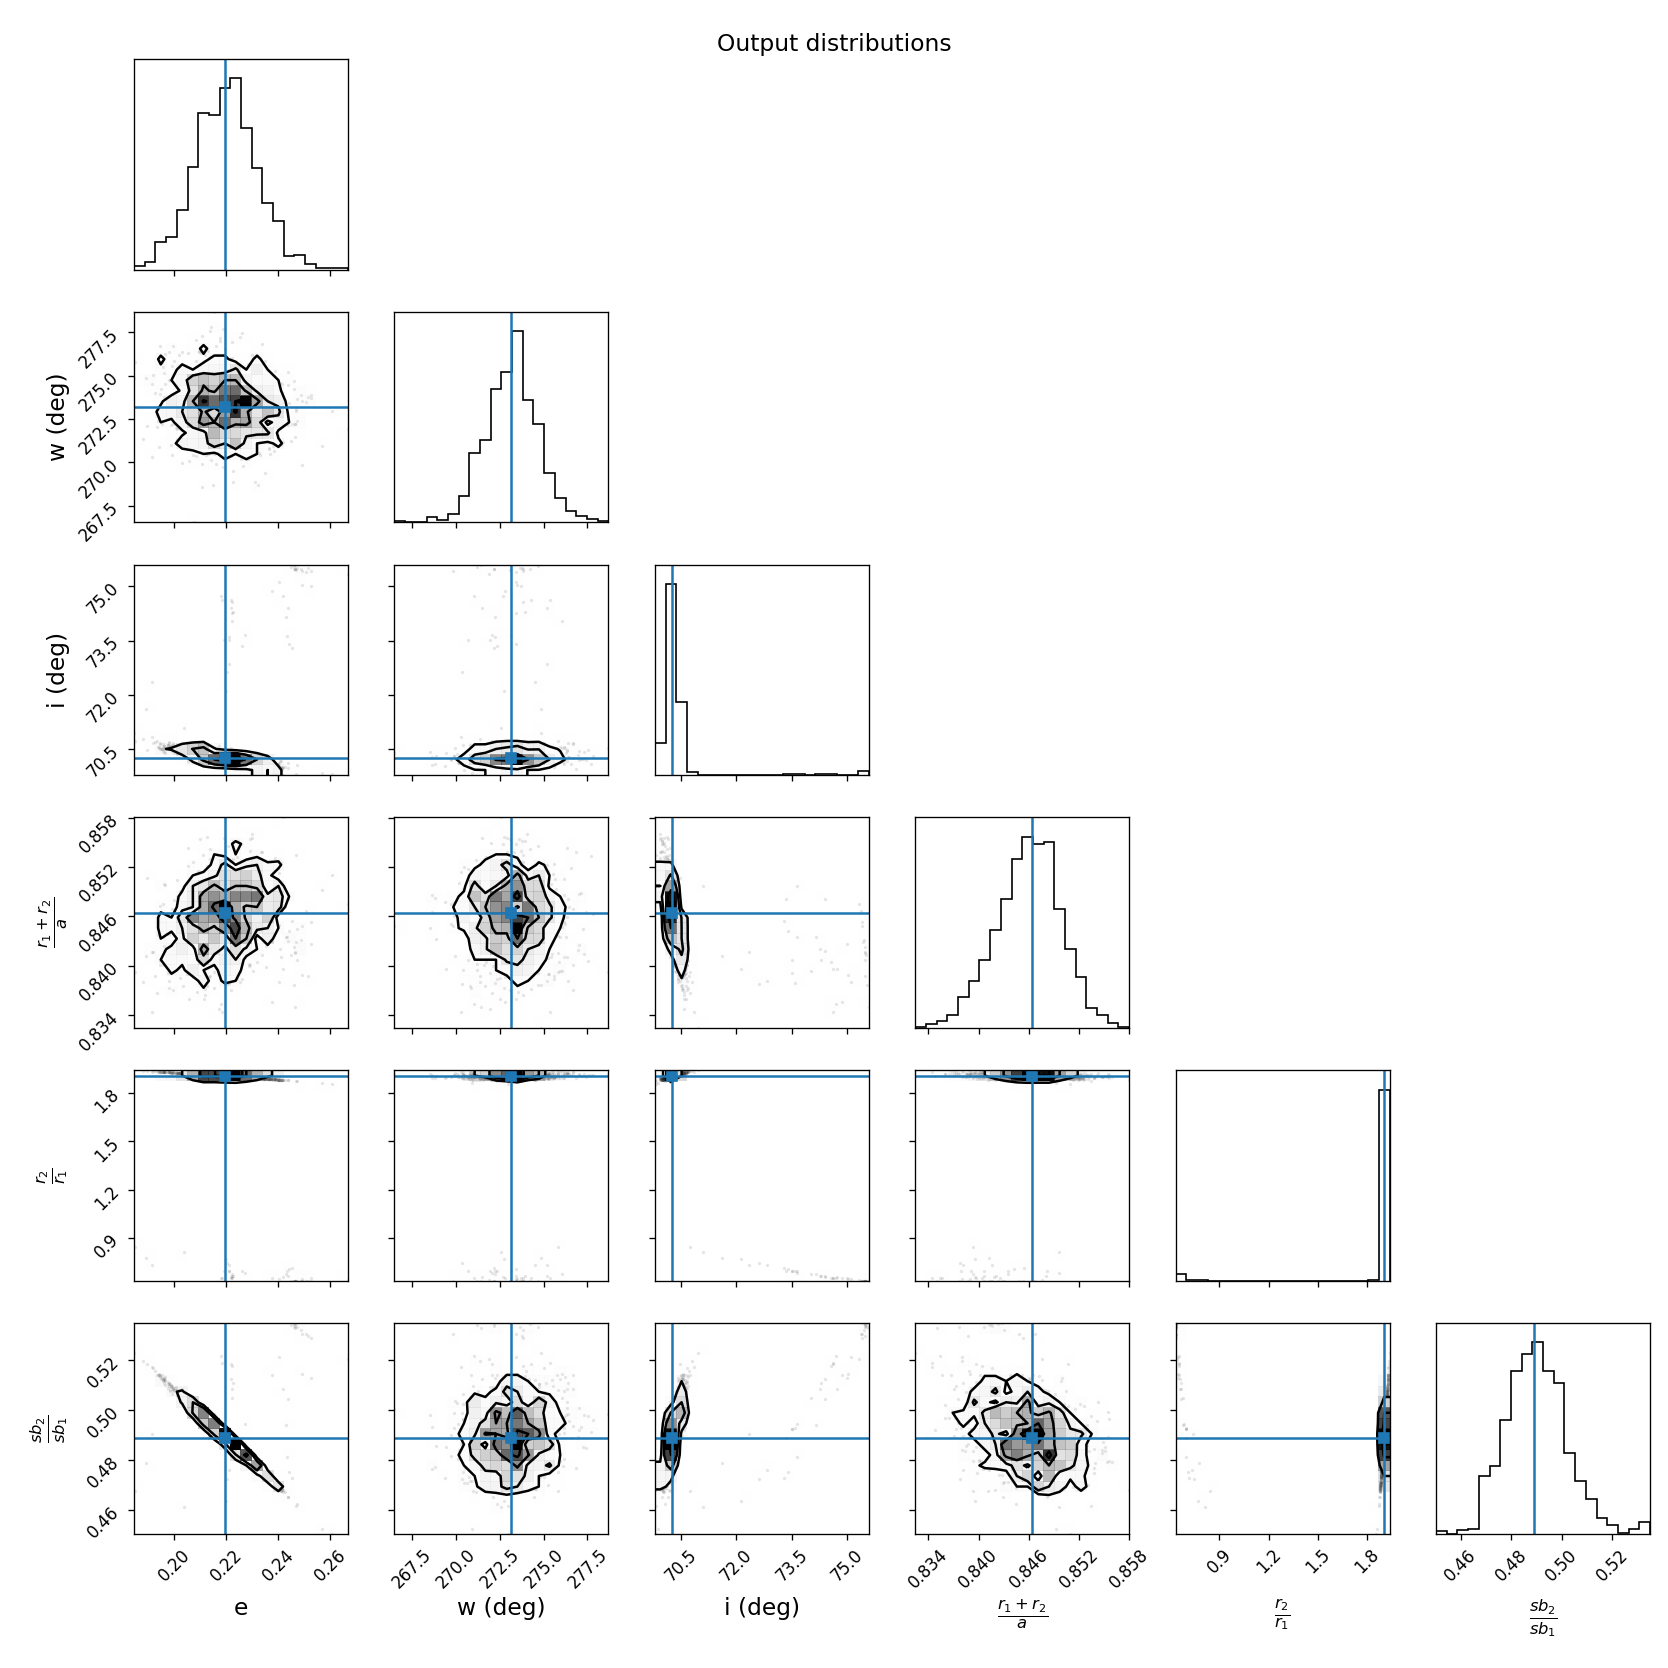 Output distributions
w (deg)
277.5
275.0
272.5
270.0
267.5
i (deg)
75.0
73.5
72.0
70.5
r₁ + r₂
a
0.858
0.852
0.846
0.840
0.834
r₂
r₁
1.8
1.5
1.2
0.9
sb₂
sb₁
0.52
0.50
0.48
0.46
0.20 0.22 0.24 0.26
e
267.5 270.0 272.5 275.0 277.5
w (deg)
70.5 72.0 73.5 75.0
i (deg)
0.834 0.840 0.846 0.852 0.858
r₁ + r₂
a
0.9 1.2 1.5 1.8
r₂
r₁
0.46 0.48 0.50 0.52
sb₂
sb₁